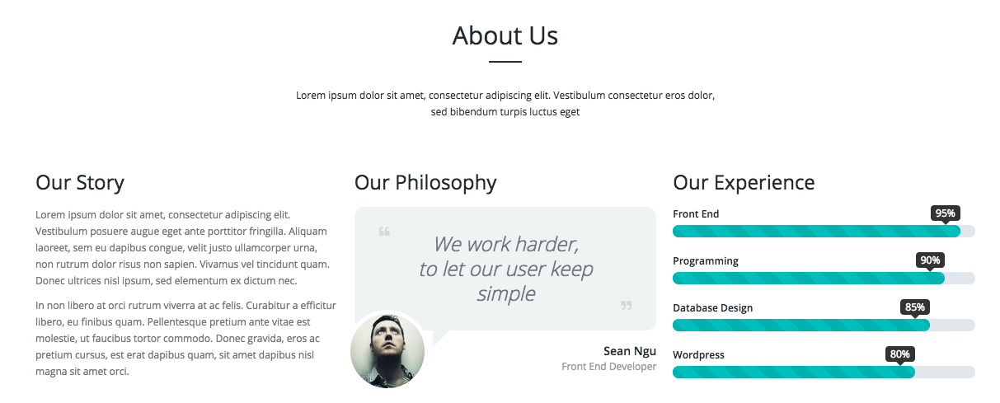 About Us
Lorem ipsum dolor sit amet, consectetur adipiscing elit. Vestibulum consectetur eros dolor,
sed bibendum turpis luctus eget
Our Story
Lorem ipsum dolor sit amet, consectetur adipiscing elit.
Vestibulum posuere augue eget ante porttitor fringilla. Aliquam
laoreet, sem eu dapibus congue, velit justo ullamcorper urna,
non rutrum dolor risus non sapien. Vivamus vel tincidunt quam.
Donec ultrices nisl ipsum, sed elementum ex dictum nec.
In non libero at orci rutrum viverra at ac felis. Curabitur a efficitur
libero, eu finibus quam. Pellentesque pretium ante vitae est
molestie, ut faucibus tortor commodo. Donec gravida, eros ac
pretium cursus, est erat dapibus quam, sit amet dapibus nisl
magna sit amet orci.
Our Philosophy
“
We work harder,
to let our user keep
simple
”
Sean Ngu
Front End Developer
Our Experience
Front End 95%
Programming 90%
Database Design 85%
Wordpress 80%